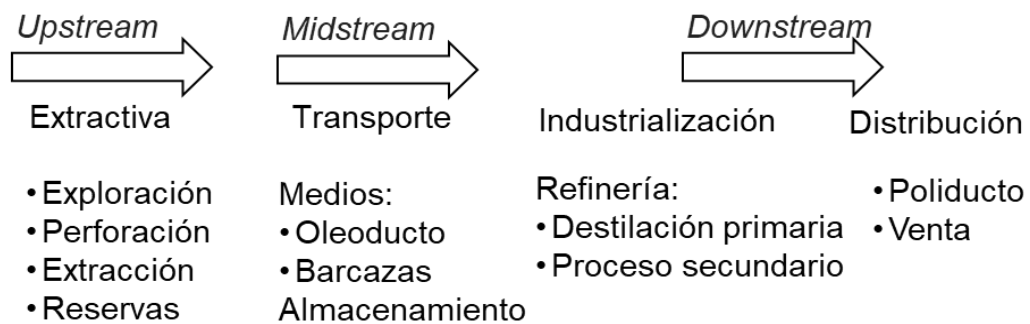 Upstream
Midstream
Downstream
Extractiva
Transporte
Industrialización
Distribución
• Exploración
• Perforación
• Extracción
• Reservas
Medios:
• Oleoducto
• Barcazas
Almacenamiento
Refinería:
• Destilación primaria
• Proceso secundario
• Poliducto
• Venta